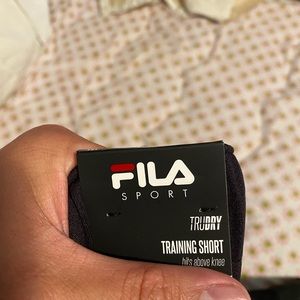 FILA
SPORT
TRUDRY
TRAINING SHORT
hits above knee